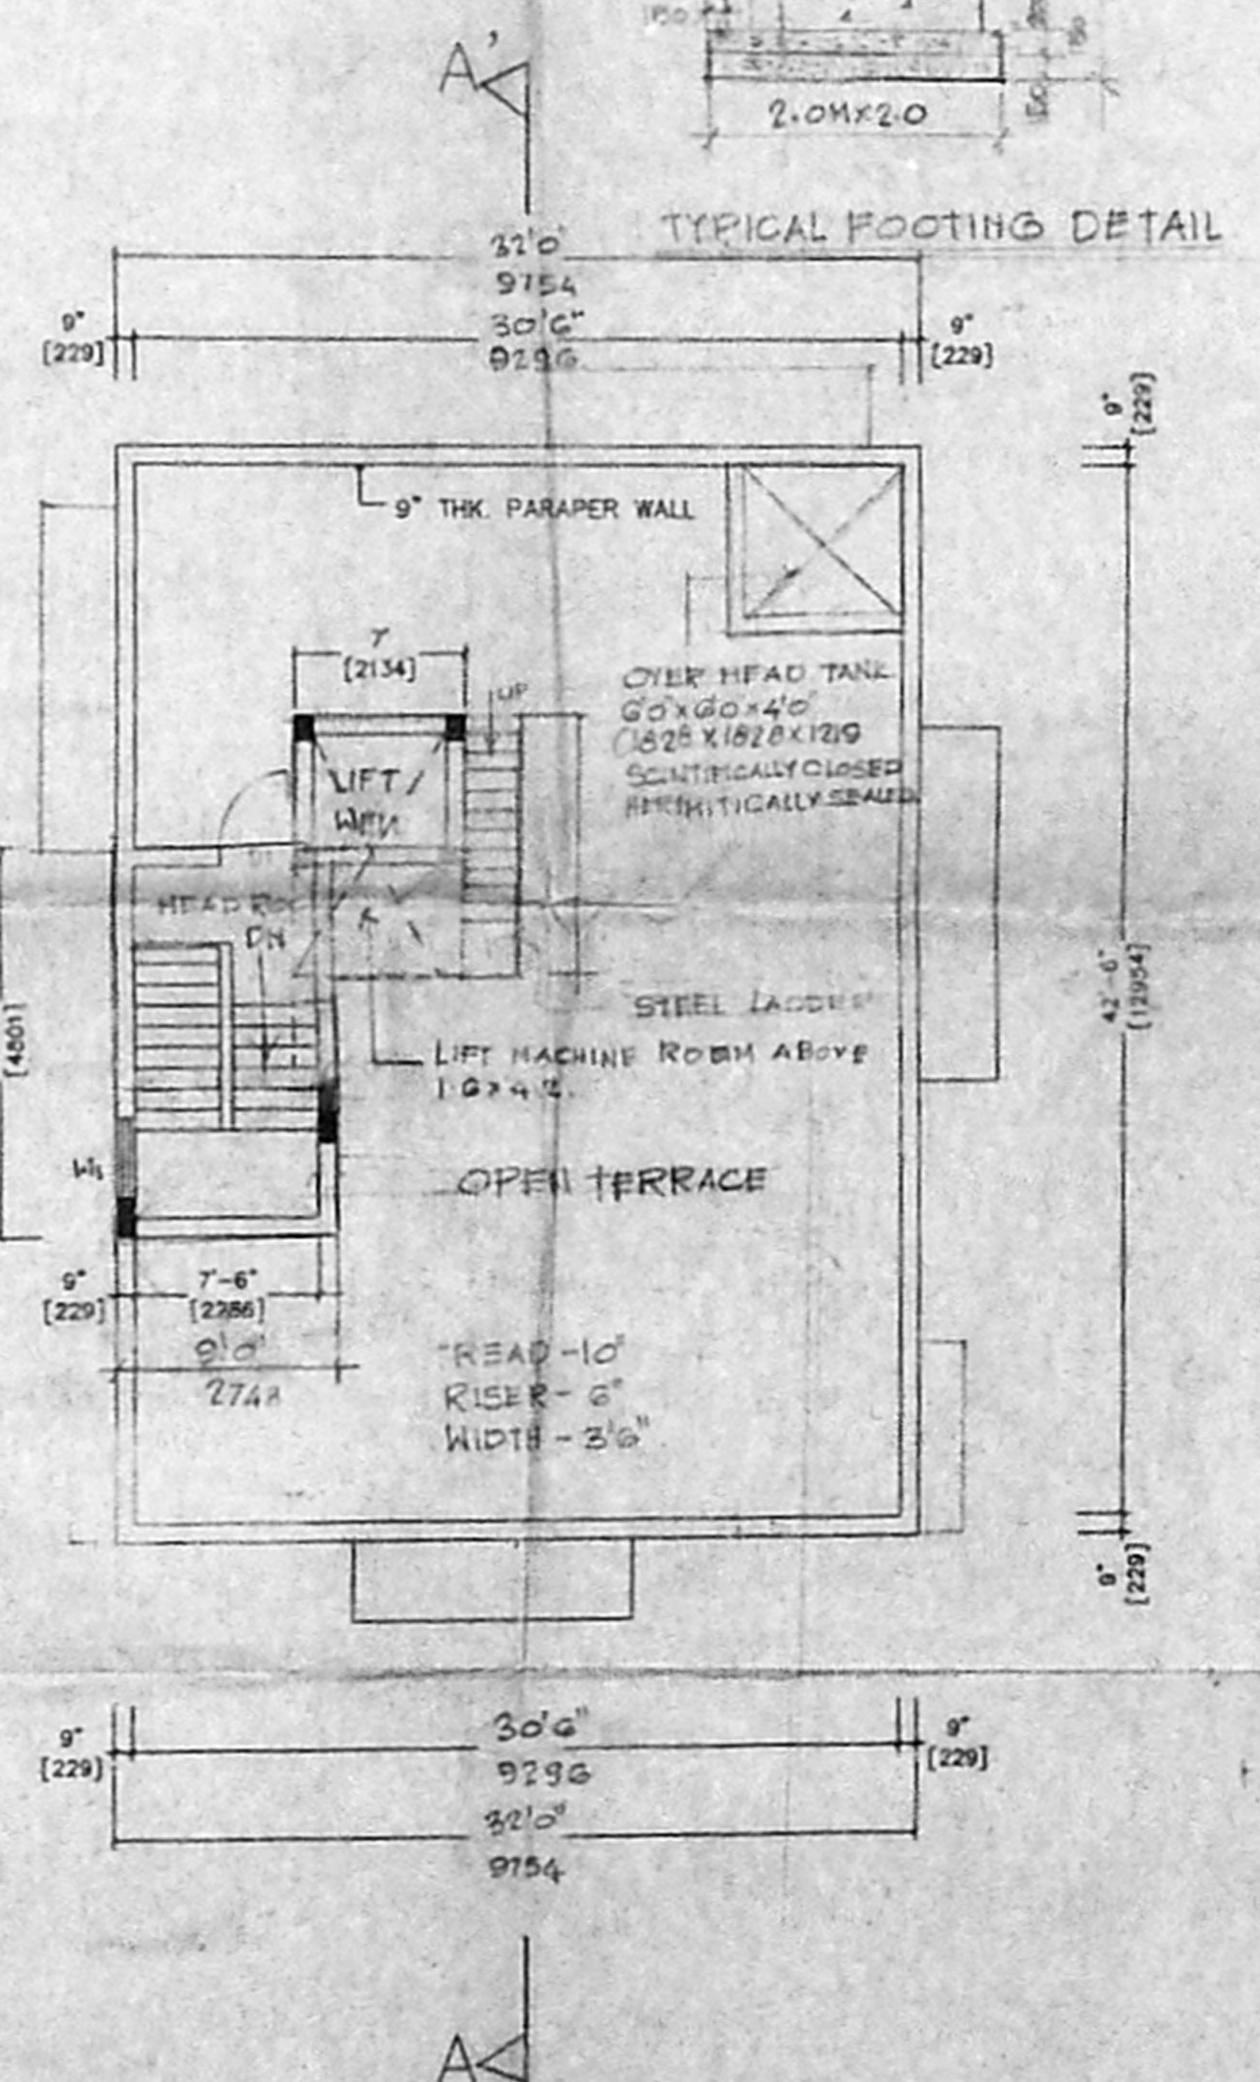 A'
2.0MX2.0
TYPICAL FOOTING DETAIL
32'0"
9754
9"
[229]
30'6"
9296
9"
[229]
9"
[229]
9" THK. PARAPER WALL
7'
[2134]
UP
LIFT
OVER HEAD TANK
6'0"x6'0x4'0"
(1828 X 1828 X 1219
SCINTIFICALLY CLOSED
SEALED
DN
STEEL LADDER
LIFT MACHINE ROOM ABOVE
[4801]
42'-6"
[12954]
OPEN TERRACE
9"
[229]
7'-6"
[2286]
9'0"
2748
TREAD -10"
RISER - 6"
WIDTH - 3'6"
9"
[229]
9"
[229]
30'6"
9296
9"
[229]
32'0"
9754
A